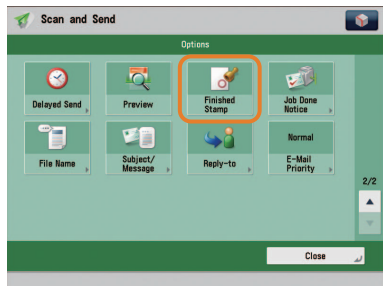 Scan and Send
Options
Delayed Send
Preview
Finished
Stamp
Job Done
Notice
File Name
Subject/
Message
Reply-to
Normal
E-Mail
Priority
2/2
Close